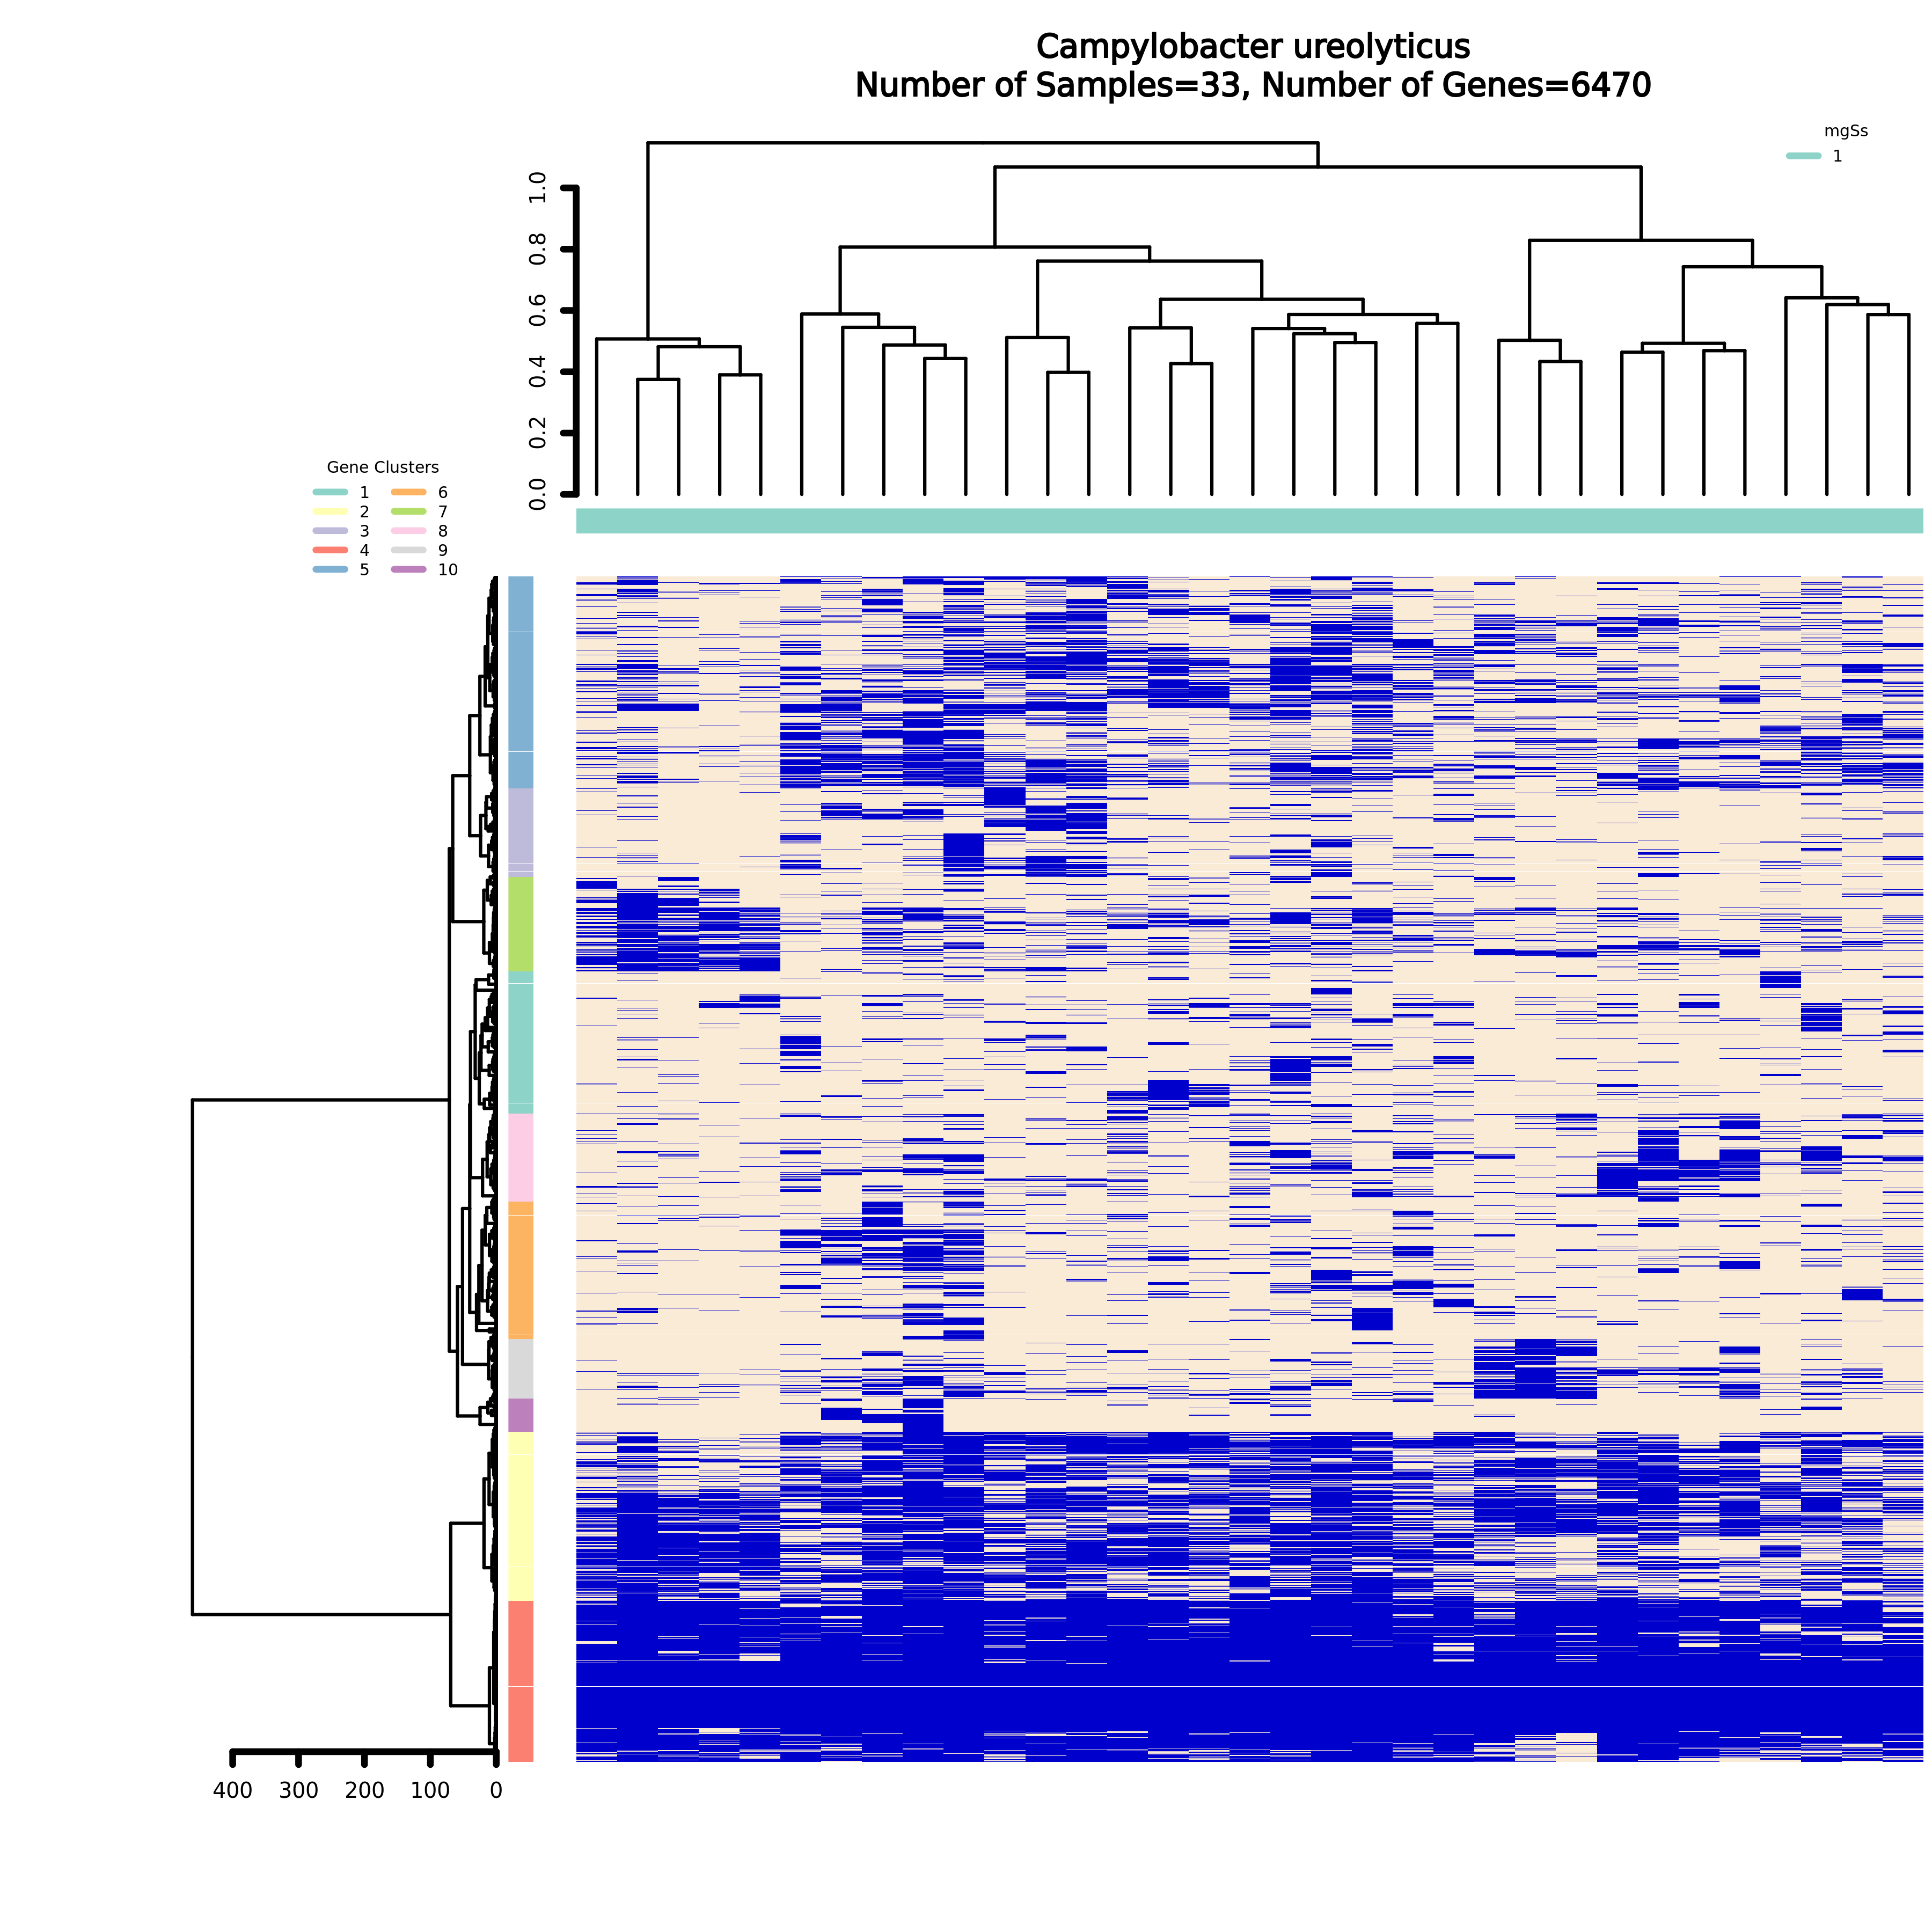 Campylobacter ureolyticus
Number of Samples=33, Number of Genes=6470
mgSs
1
1.0
0.8
0.6
0.4
0.2
0.0
Gene Clusters
1 6
2 7
3 8
4 9
5 10
400 300 200 100 0